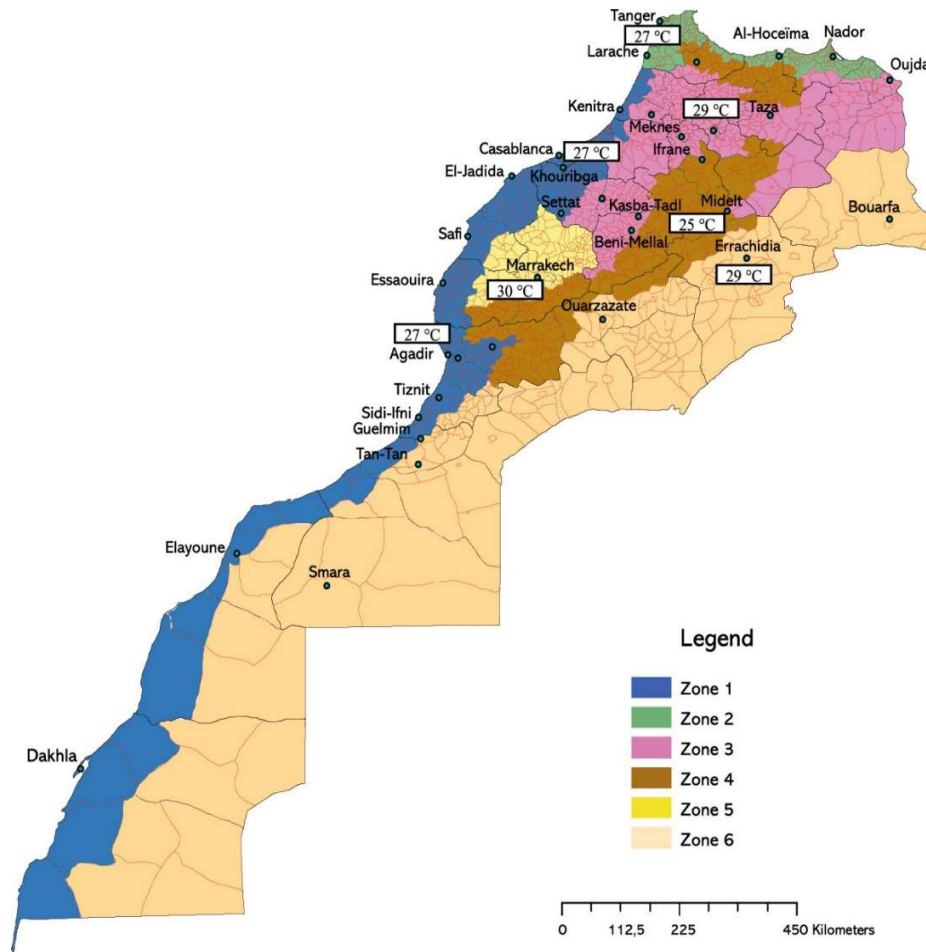 Tanger
27 °C
Larache
Al-Hoceïma
Nador
Oujda
Kenitra
29 °C
Taza
Meknes
Ifrane
Casablanca
27 °C
El-Jadida
Khouribga
Settat
Kasba-Tadl
Midelt
Bouarfa
25 °C
Safi
Beni-Mellal
Errachidia
29 °C
Essaouira
Marrakech
30 °C
Ouarzazate
27 °C
Agadir
Tiznit
Sidi-Ifni
Guelmim
Tan-Tan
Elayoune
Smara
Dakhla
Legend
Zone 1
Zone 2
Zone 3
Zone 4
Zone 5
Zone 6
0 112,5 225 450 Kilometers